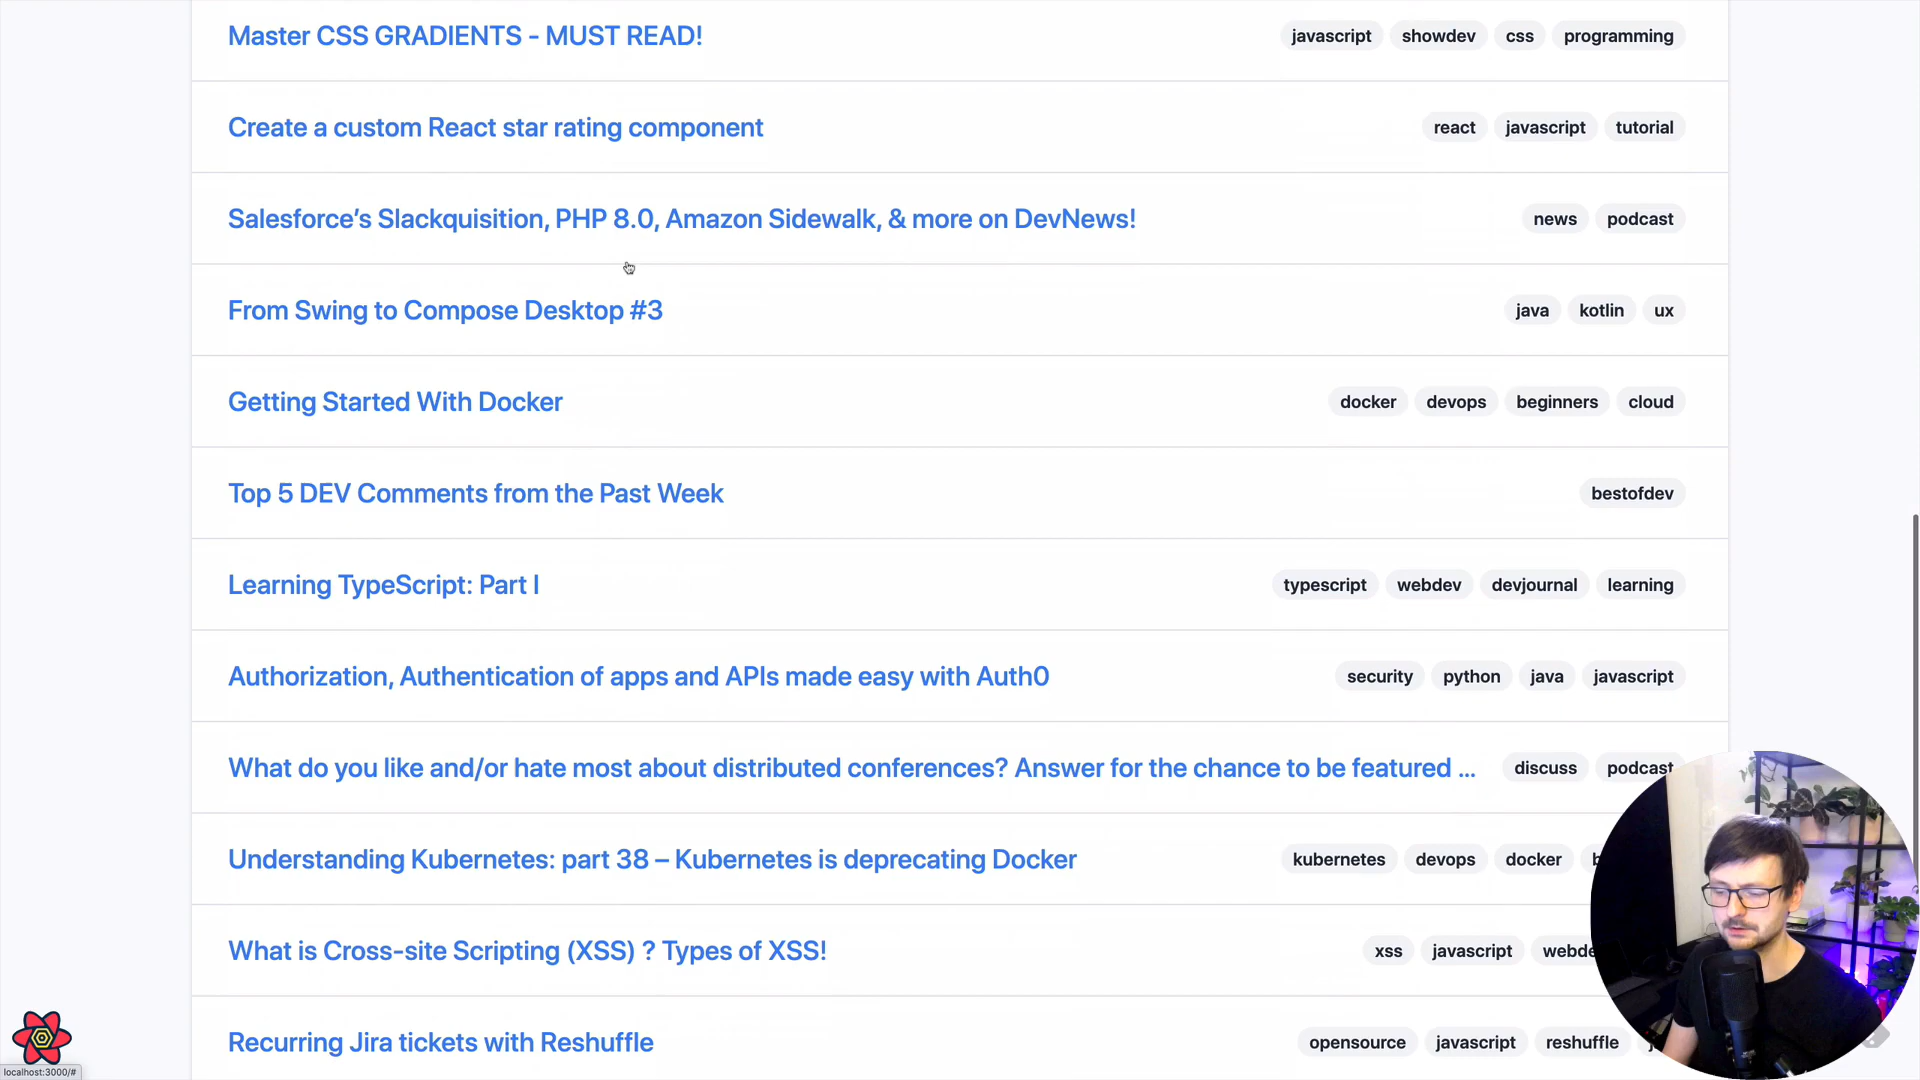 Master CSS GRADIENTS - MUST READ! javascript showdev css programming
Create a custom React star rating component react javascript tutorial
Salesforce’s Slackquisition, PHP 8.0, Amazon Sidewalk, & more on DevNews! news podcast
From Swing to Compose Desktop #3 java kotlin ux
Getting Started With Docker docker devops beginners cloud
Top 5 DEV Comments from the Past Week bestofdev
Learning TypeScript: Part I typescript webdev devjournal learning
Authorization, Authentication of apps and APIs made easy with Auth0 security python java javascript
What do you like and/or hate most about distributed conferences? Answer for the chance to be featured ... discuss podcast
Understanding Kubernetes: part 38 – Kubernetes is deprecating Docker kubernetes devops docker
What is Cross-site Scripting (XSS) ? Types of XSS! xss javascript webde
Recurring Jira tickets with Reshuffle opensource javascript reshuffle
localhost:3000/#